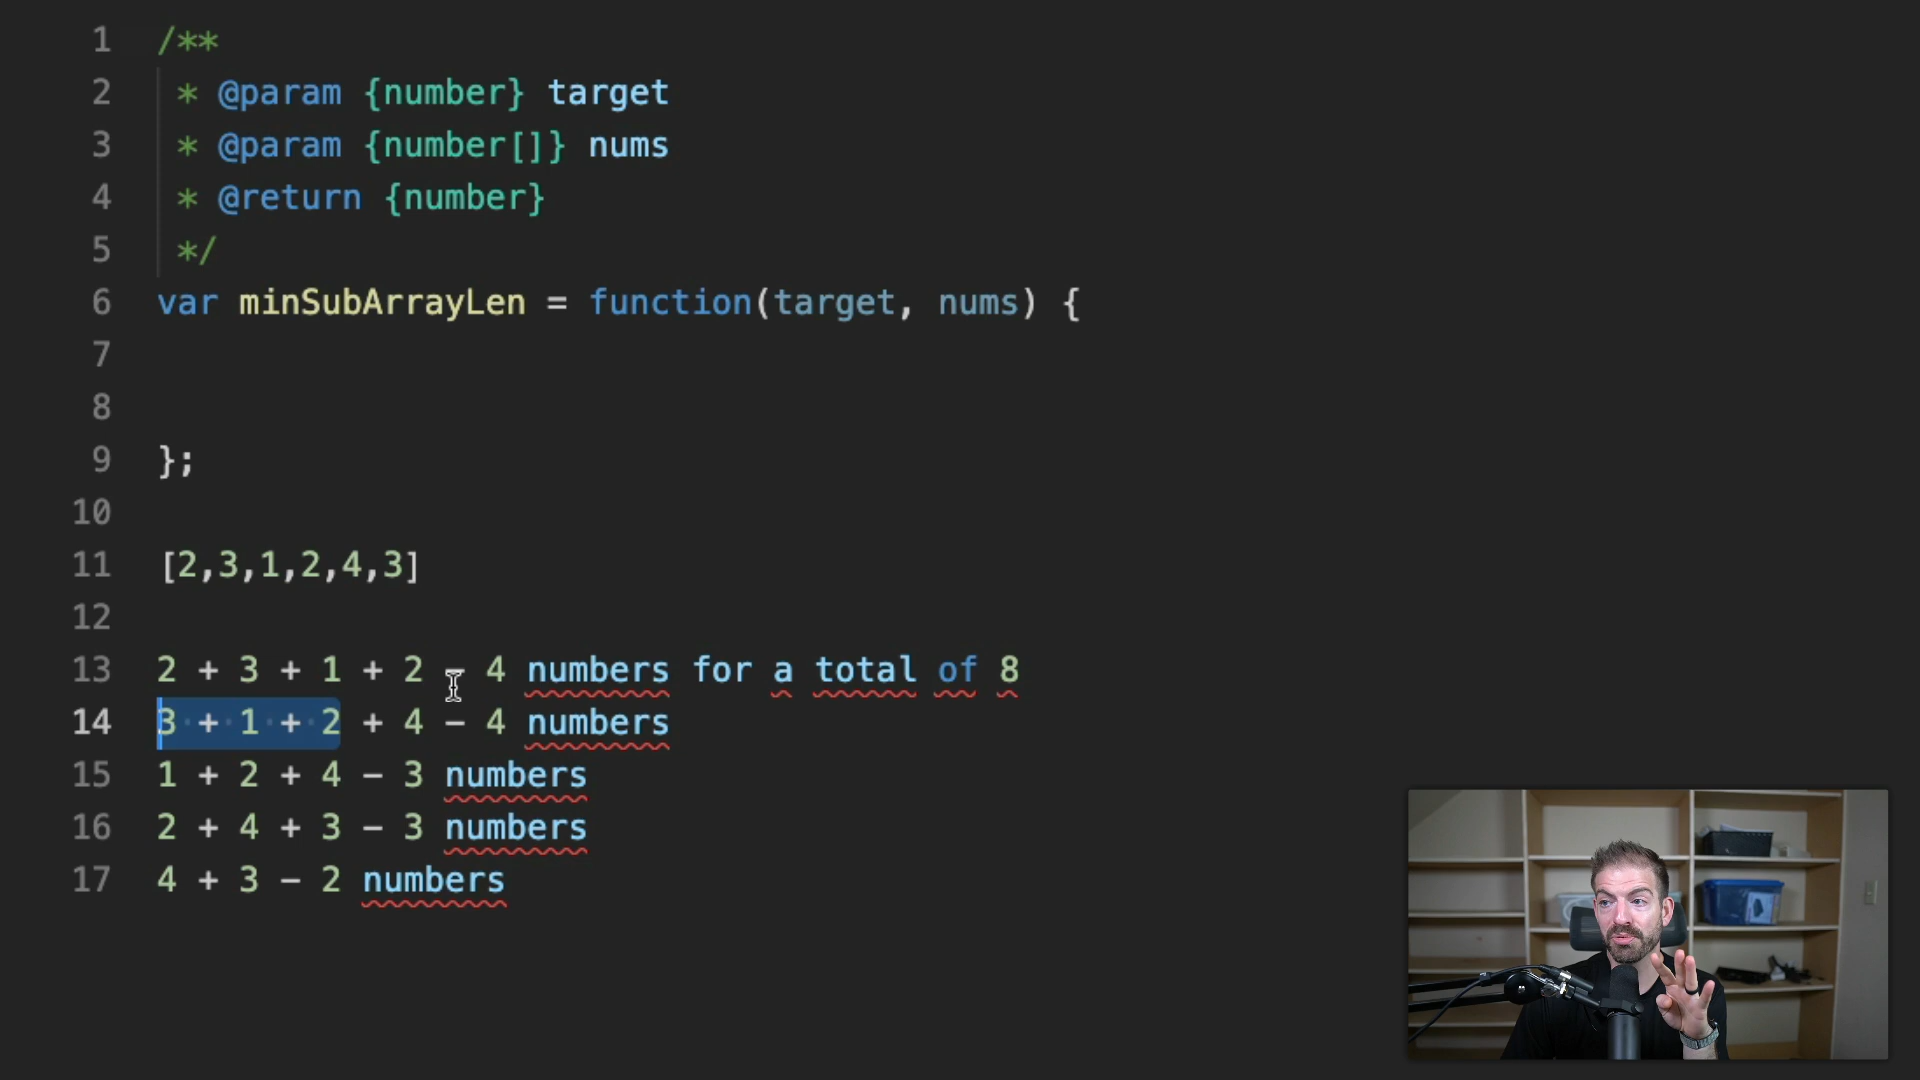 1 /**
2 * @param {number} target
3 * @param {number[]} nums
4 * @return {number}
5 */
6 var minSubArrayLen = function(target, nums) {
7
8
9 };
10
11 [2,3,1,2,4,3]
12
13 2 + 3 + 1 + 2 – 4 numbers for a total of 8
14 3 + 1 + 2 + 4 – 4 numbers
15 1 + 2 + 4 – 3 numbers
16 2 + 4 + 3 – 3 numbers
17 4 + 3 – 2 numbers